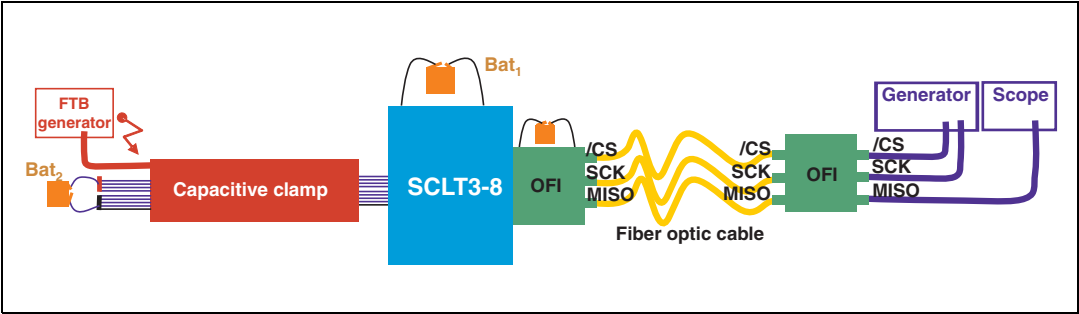 FTB
generator
Bat2
Capacitive clamp
Bat1
SCLT3-8
OFI
/CS
SCK
MISO
Fiber optic cable
/CS
SCK
MISO
OFI
Generator
Scope
/CS
SCK
MISO